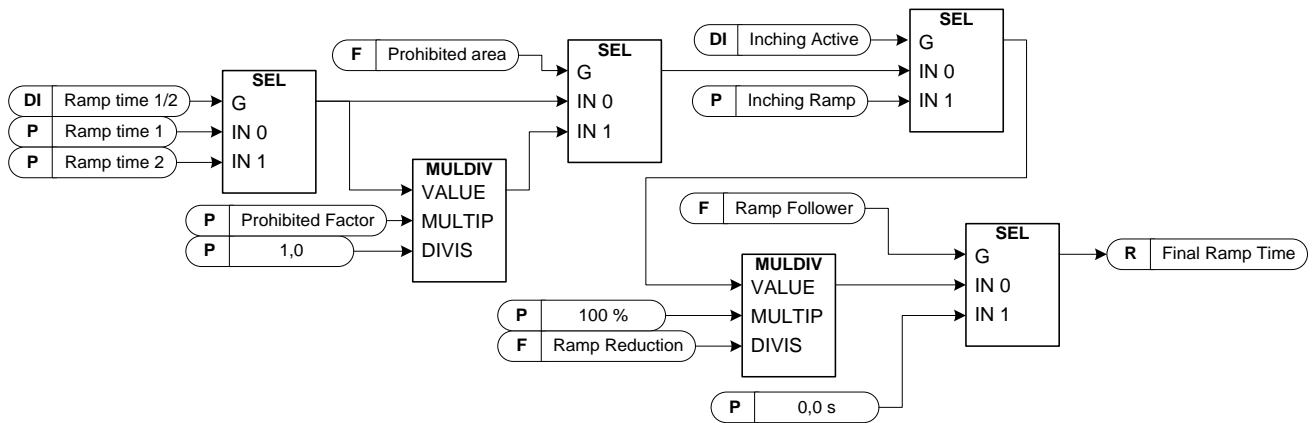 SEL
G
IN 0
IN 1
DI Ramp time 1/2
P Ramp time 1
P Ramp time 2
MULDIV
VALUE
MULTIP
DIVIS
P Prohibited Factor
P 1,0
F Prohibited area
SEL
G
IN 0
IN 1
DI Inching Active
P Inching Ramp
SEL
G
IN 0
IN 1
MULDIV
VALUE
MULTIP
DIVIS
P 100 %
F Ramp Reduction
F Ramp Follower
SEL
G
IN 0
IN 1
P 0,0 s
R Final Ramp Time